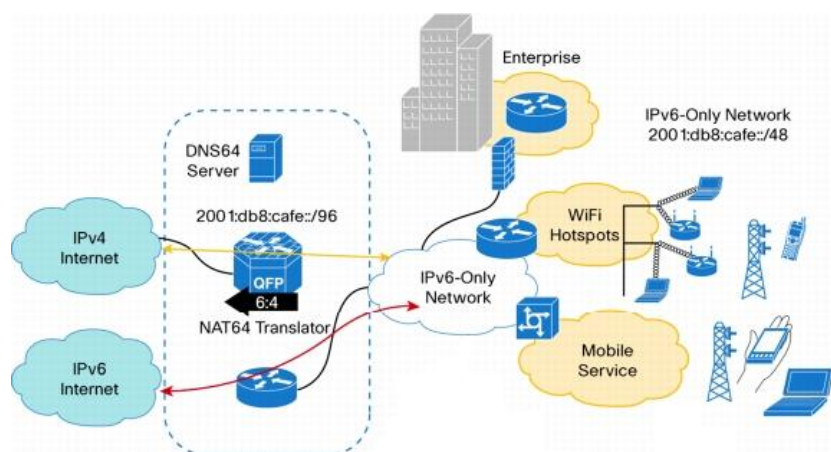 Enterprise
IPv6-Only Network
2001:db8:cafe::/48
DNS64
Server
2001:db8:cafe::/96
IPv4
Internet
QFP
6:4
NAT64 Translator
IPv6-Only
Network
WiFi
Hotspots
IPv6
Internet
Mobile
Service